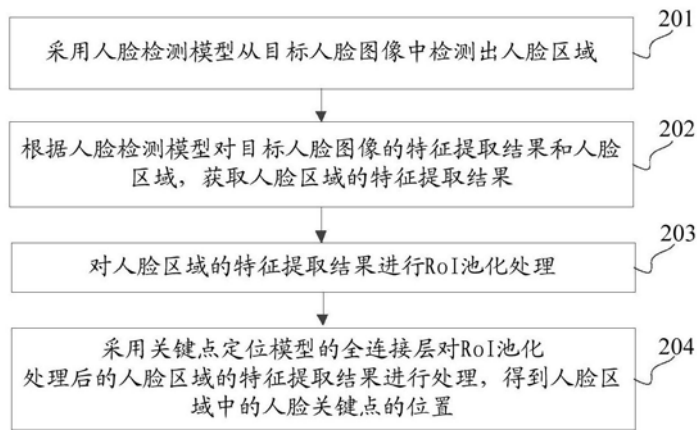 201
采用人脸检测模型从目标人脸图像中检测出人脸区域
202
根据人脸检测模型对目标人脸图像的特征提取结果和人脸
区域，获取人脸区域的特征提取结果
203
对人脸区域的特征提取结果进行RoI池化处理
204
采用关键点定位模型的全连接层对RoI池化
处理后的人脸区域的特征提取结果进行处理，得到人脸区
域中的人脸关键点的位置